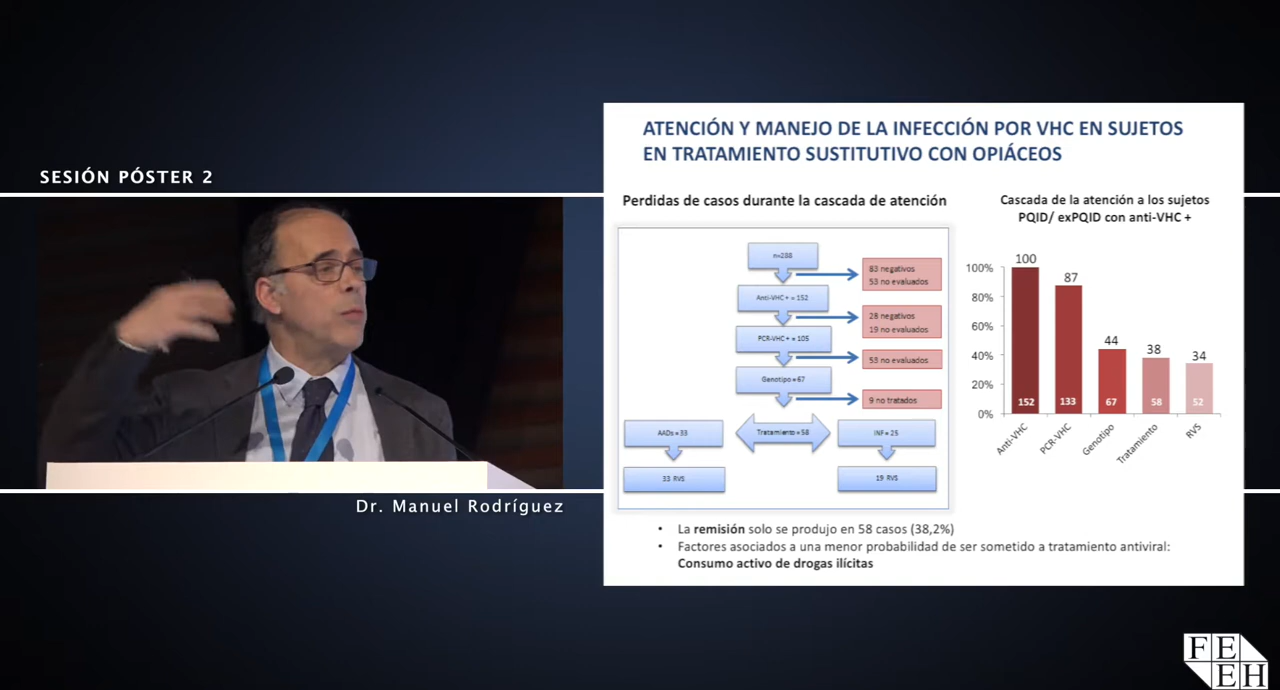 SESIÓN PÓSTER 2
Dr. Manuel Rodríguez
ATENCIÓN Y MANEJO DE LA INFECCIÓN POR VHC EN SUJETOS
EN TRATAMIENTO SUSTITUTIVO CON OPIÁCEOS
Perdidas de casos durante la cascada de atención
n=288
83 negativos
53 no evaluados
Anti-VHC + = 152
28 negativos
19 no evaluados
PCR-VHC + = 105
53 no evaluados
Genotipo = 67
9 no tratados
AADs = 33
Tratamiento = 58
INF = 25
33 RVS
19 RVS
Cascada de la atención a los sujetos
PQID/ exPQID con anti-VHC +
100%
80%
60%
40%
20%
0%
100
87
44
38
34
152
133
67
58
52
Anti-VHC
PCR-VHC
Genotipo
Tratamiento
RVS
• La remisión solo se produjo en 58 casos (38,2%)
• Factores asociados a una menor probabilidad de ser sometido a tratamiento antiviral:
Consumo activo de drogas ilícitas
FE
EH